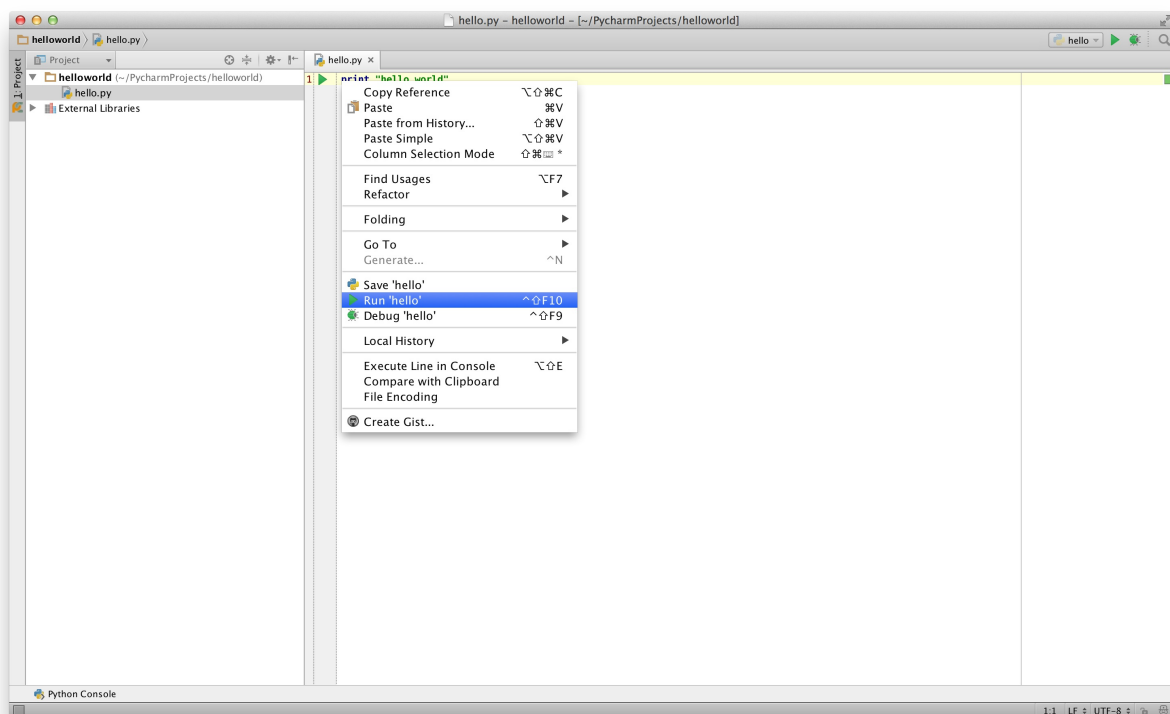 hello.py – helloworld – [~/PycharmProjects/helloworld]
helloworld hello.py
hello
1: Project
Project
hello.py
helloworld (~/PycharmProjects/helloworld)
hello.py
External Libraries
1 print "hello world"
Copy Reference ⌥⇧⌘C
Paste ⌘V
Paste from History... ⇧⌘V
Paste Simple ⌥⇧⌘V
Column Selection Mode ⇧⌘⌨ *
Find Usages ⌥F7
Refactor
Folding
Go To
Generate... ^N
Save 'hello'
Run 'hello' ^⇧F10
Debug 'hello' ^⇧F9
Local History
Execute Line in Console ⌥⇧E
Compare with Clipboard
File Encoding
Create Gist...
Python Console
1:1 LF UTF-8